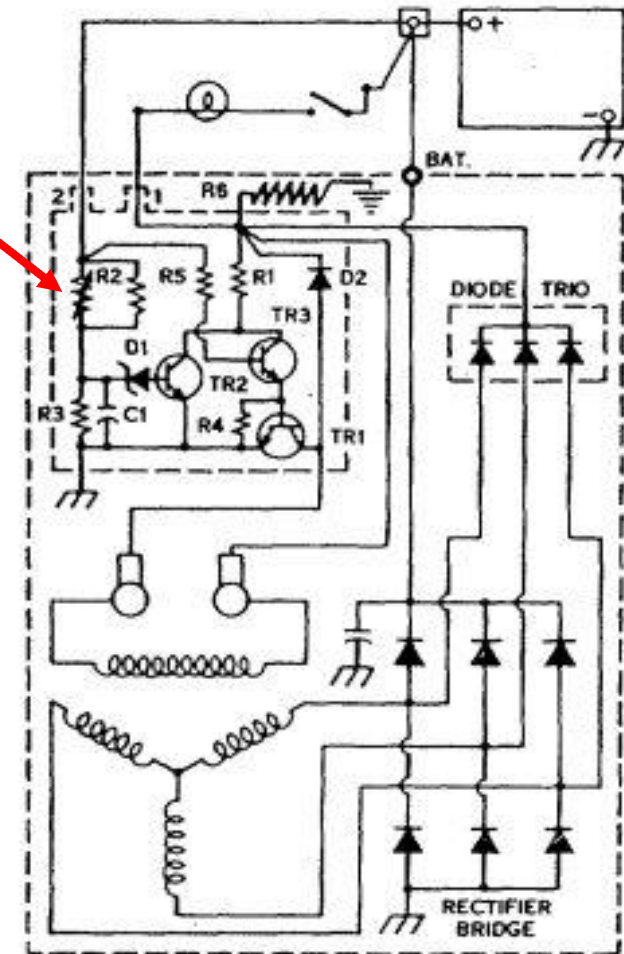 +
-
BAT.
2
1
R6
R2
R5
R1
D2
DIODE TRIO
TR3
D1
TR2
R3
C1
R4
TR1
RECTIFIER
BRIDGE